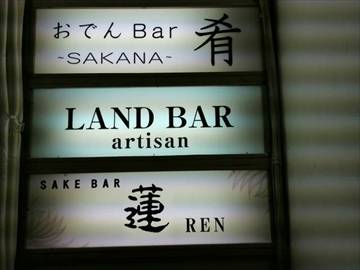 おでん Bar 肴
~SAKANA~
LAND BAR
artisan
SAKE BAR
蓮 REN